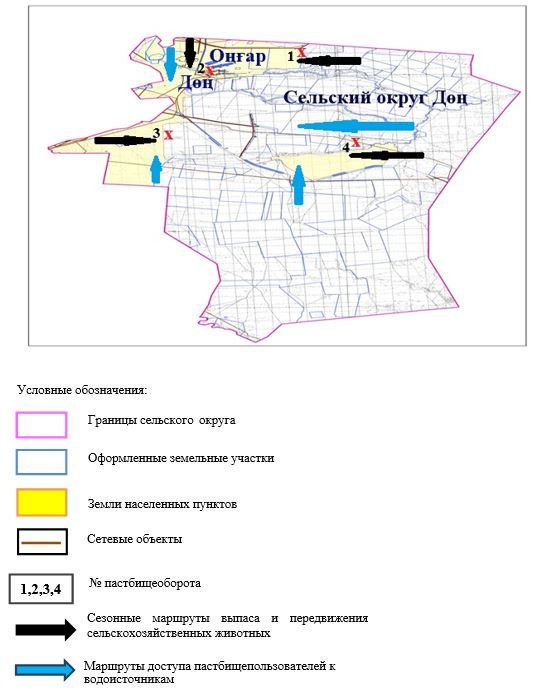 Оңғар
1 x
2 x
Дөң
Сельский округ Дөң
3 x
4 x
Условные обозначения:
Границы сельского округа
Оформленные земельные участки
Земли населенных пунктов
Сетевые объекты
1,2,3,4
№ пастбищеоборота
Сезонные маршруты выпаса и передвижения
сельскохозяйственных животных
Маршруты доступа пастбищепользователей к
водоисточникам